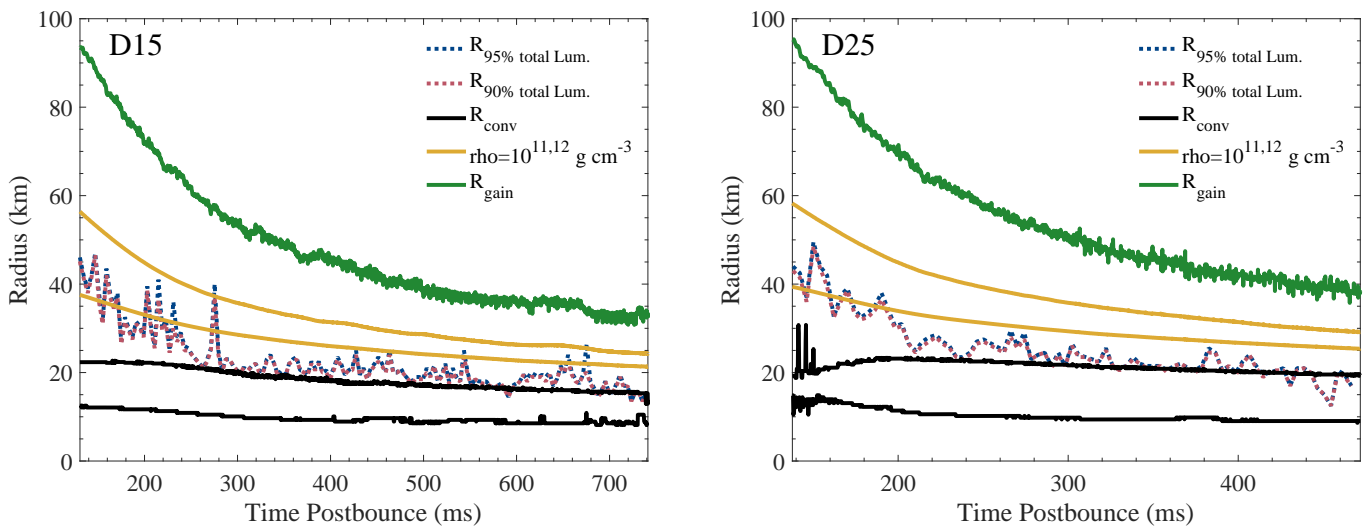 D15
R95% total Lum.
R90% total Lum.
Rconv
rho=10^11,12 g cm^-3
Rgain
100
80
60
40
20
0
Radius (km)
200 300 400 500 600 700
Time Postbounce (ms)
D25
R95% total Lum.
R90% total Lum.
Rconv
rho=10^11,12 g cm^-3
Rgain
100
80
60
40
20
0
Radius (km)
200 300 400
Time Postbounce (ms)